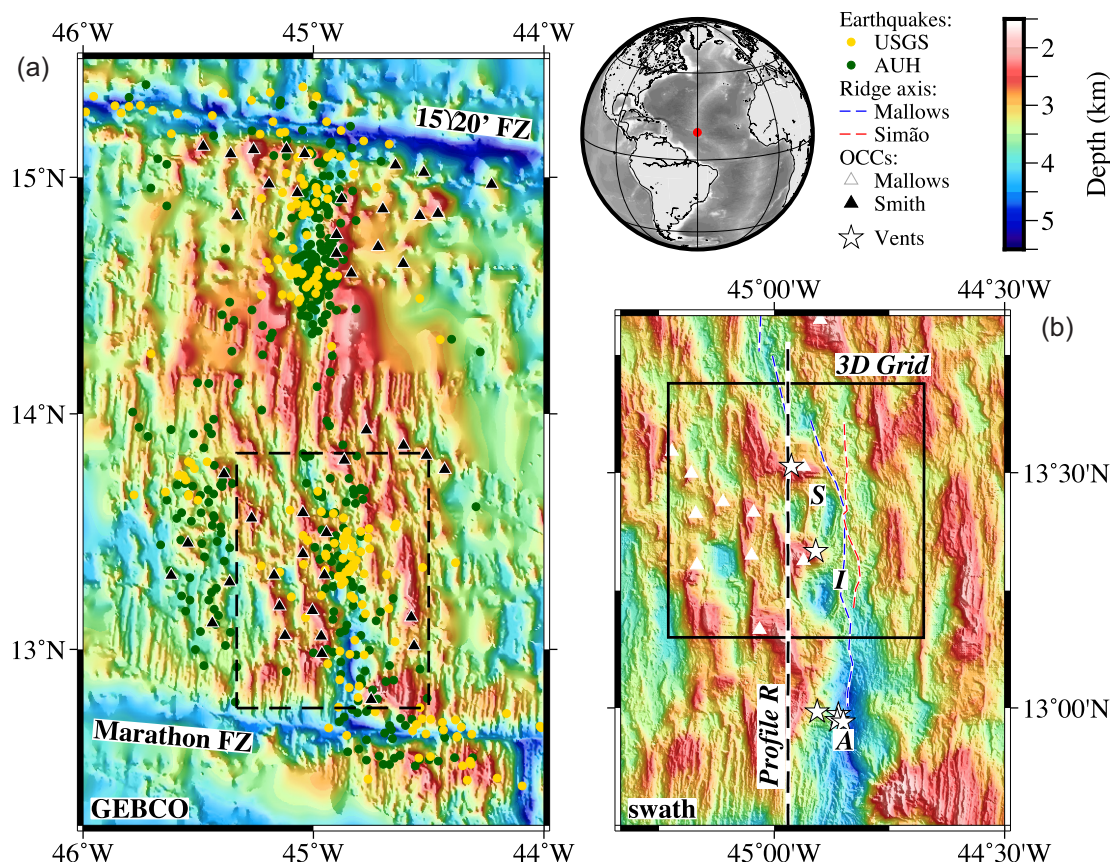 46˚W 45˚W 44˚W
(a)
15˚20' FZ
15˚N
14˚N
13˚N
Marathon FZ
GEBCO
46˚W 45˚W 44˚W
Earthquakes:
USGS
AUH
Ridge axis:
Mallows
Simão
OCCs:
Mallows
Smith
Vents
2
3
4
5
Depth (km)
45˚00'W 44˚30'W
(b)
3D Grid
13˚30'N
S
I
13˚00'N
A
Profile R
swath
45˚00'W 44˚30'W